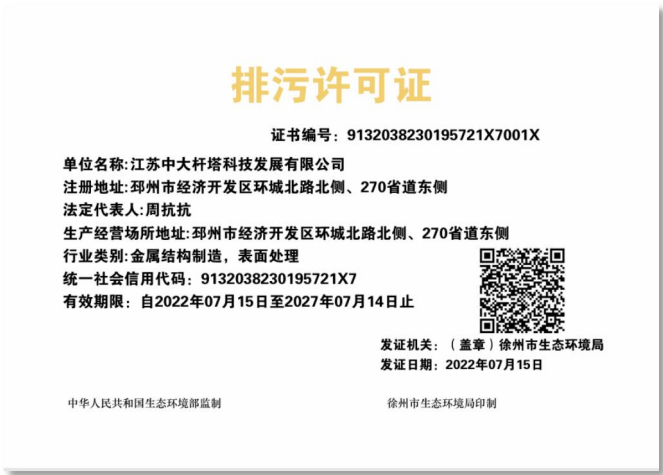 排污许可证
证书编号：9132038230195721X7001X
单位名称:江苏中大杆塔科技发展有限公司
注册地址:邳州市经济开发区环城北路北侧、270省道东侧
法定代表人:周抗抗
生产经营场所地址:邳州市经济开发区环城北路北侧、270省道东侧
行业类别:金属结构制造，表面处理
统一社会信用代码：9132038230195721X7
有效期限：自2022年07月15日至2027年07月14日止
发证机关：（盖章）徐州市生态环境局
发证日期：2022年07月15日
中华人民共和国生态环境部监制
徐州市生态环境局印制